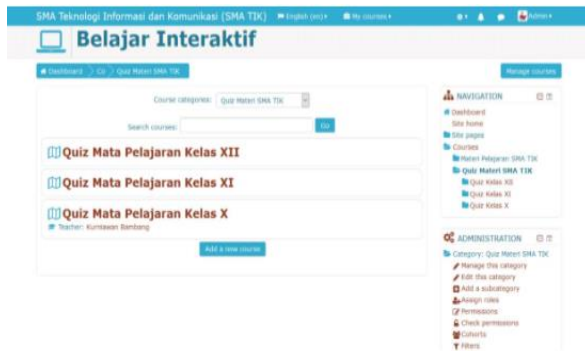 SMA Teknologi Informasi dan Komunikasi (SMA TIK) English (en) My courses Admin
Belajar Interaktif
Dashboard Co Quiz Materi SMA TIK Manage courses
Course categories: Quiz Materi SMA TIK
Search courses: Go
Quiz Mata Pelajaran Kelas XII
Quiz Mata Pelajaran Kelas XI
Quiz Mata Pelajaran Kelas X
Teacher: Kurniawan Bambang
Add a new course
NAVIGATION
Dashboard
Site home
Site pages
Courses
Materi Pelajaran SMA TIK
Quiz Materi SMA TIK
Quiz Kelas XII
Quiz Kelas XI
Quiz Kelas X
ADMINISTRATION
Category: Quiz Materi SMA TIK
Manage this category
Edit this category
Add a subcategory
Assign roles
Permissions
Check permissions
Cohorts
Filters